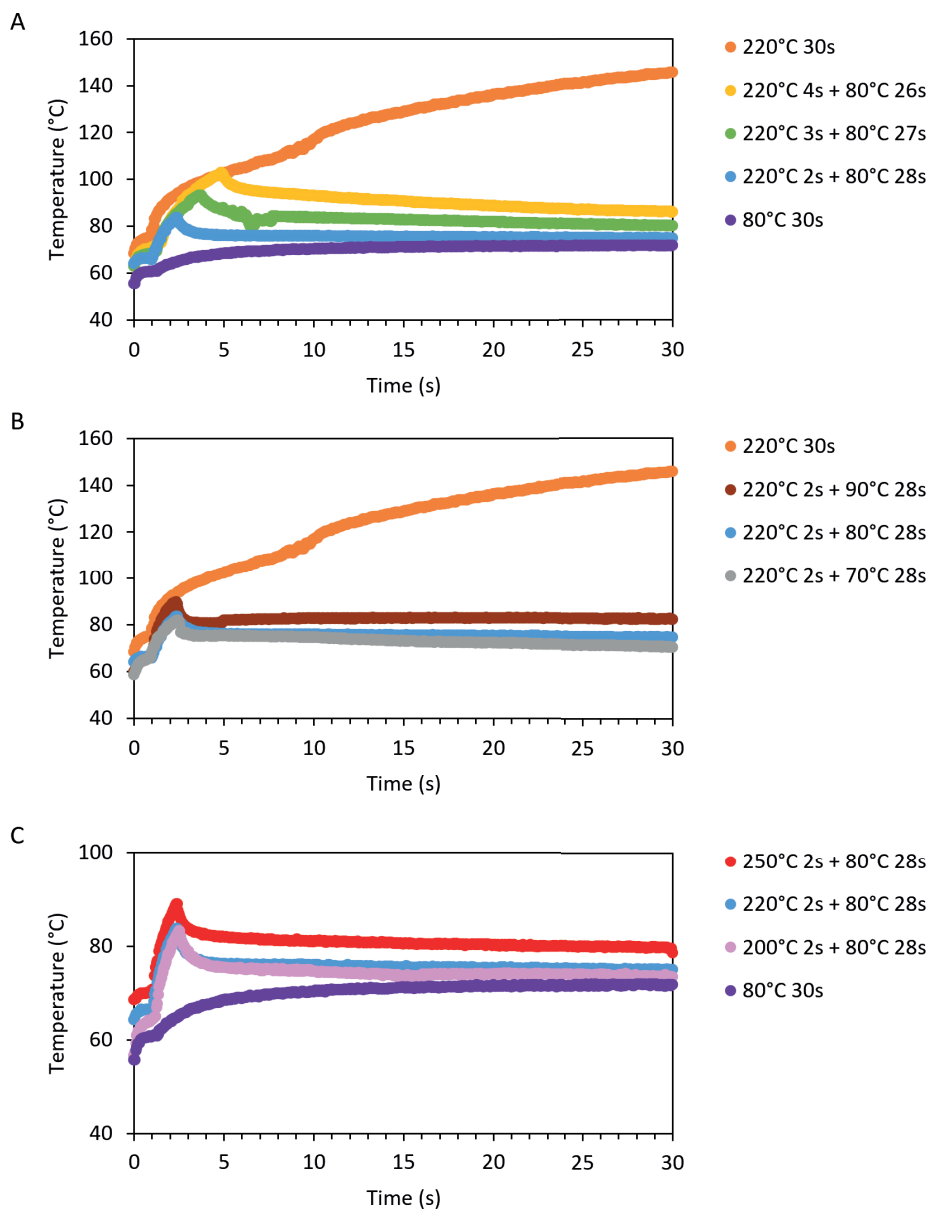 A
160
140
120
100
80
60
40
Temperature (°C)
0 5 10 15 20 25 30
Time (s)
220°C 30s
220°C 4s + 80°C 26s
220°C 3s + 80°C 27s
220°C 2s + 80°C 28s
80°C 30s
B
160
140
120
100
80
60
40
Temperature (°C)
0 5 10 15 20 25 30
Time (s)
220°C 30s
220°C 2s + 90°C 28s
220°C 2s + 80°C 28s
220°C 2s + 70°C 28s
C
100
80
60
40
Temperature (°C)
0 5 10 15 20 25 30
Time (s)
250°C 2s + 80°C 28s
220°C 2s + 80°C 28s
200°C 2s + 80°C 28s
80°C 30s